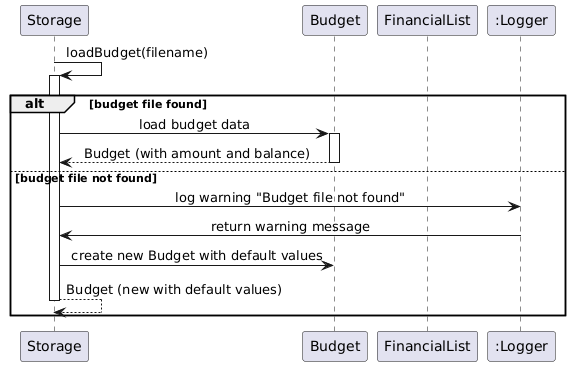 Storage Budget FinancialList :Logger
loadBudget(filename)
alt [budget file found]
load budget data
Budget (with amount and balance)
[budget file not found]
log warning "Budget file not found"
return warning message
create new Budget with default values
Budget (new with default values)
Storage Budget FinancialList :Logger